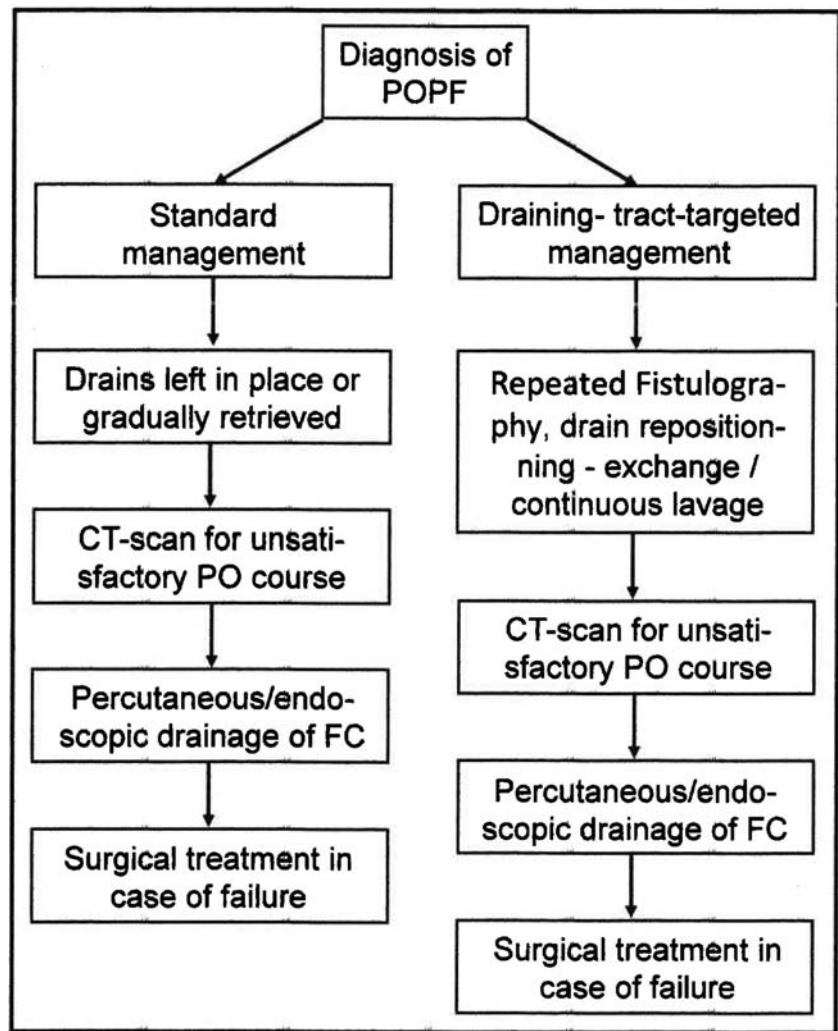 Diagnosis of
POPF
Standard
management
Drains left in place or
gradually retrieved
CT-scan for unsati-
sfactory PO course
Percutaneous/endo-
scopic drainage of FC
Surgical treatment in
case of failure
Draining- tract-targeted
management
Repeated Fistulogra-
phy, drain reposition-
ning - exchange /
continuous lavage
CT-scan for unsati-
sfactory PO course
Percutaneous/endo-
scopic drainage of FC
Surgical treatment in
case of failure